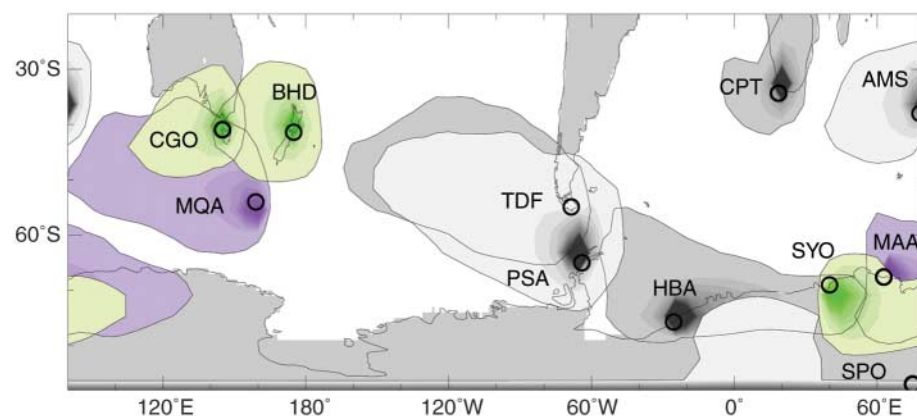 30°S
60°S
CGO
BHD
MQA
TDF
PSA
HBA
CPT
AMS
SYO
MAA
SPO
120°E
180°
120°W
60°W
0°
60°E